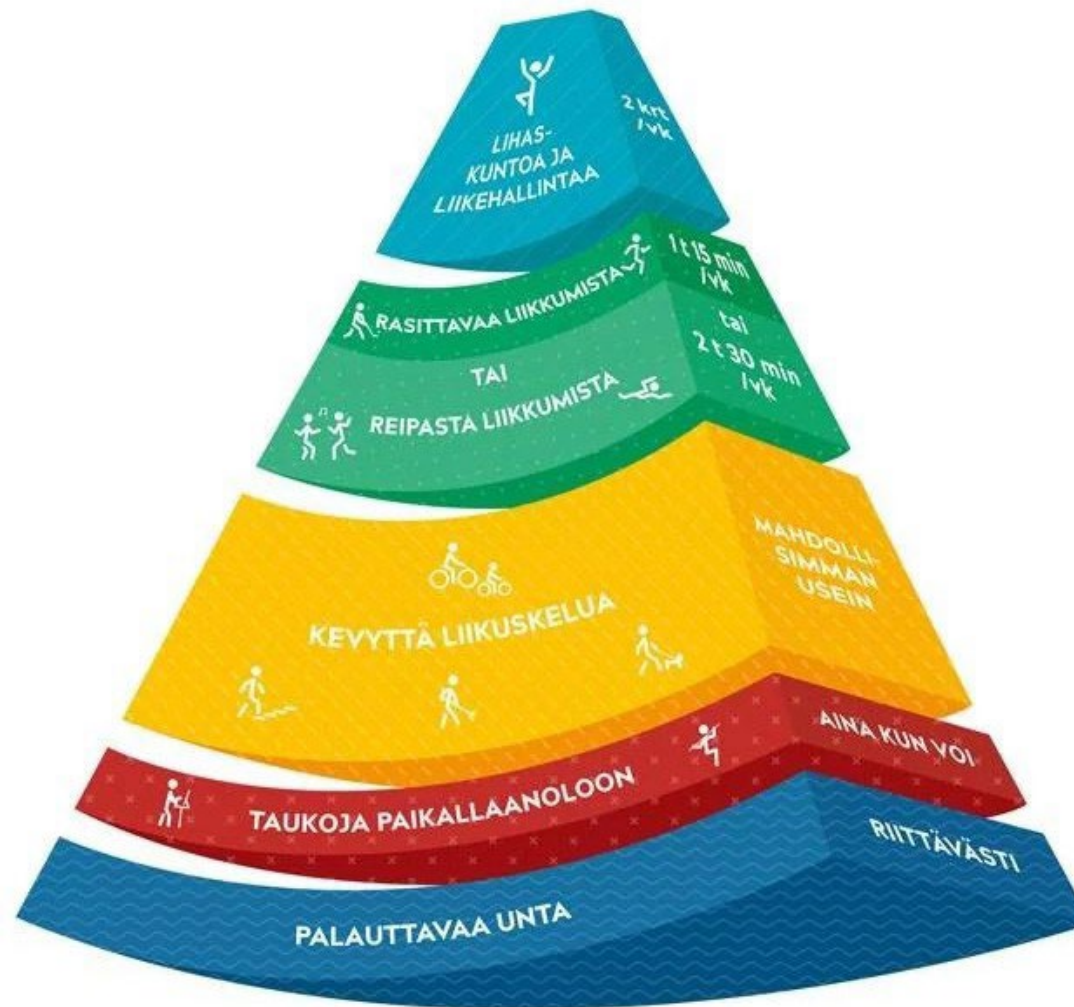 LIHAS-
KUNTOA JA
LIIKEHALLINTAA
2 krt
/vk
RASITTAVAA LIIKKUMISTA
1 t 15 min
/vk
TAI
REIPASTA LIIKKUMISTA
tai
2 t 30 min
/vk
KEVYTTÄ LIIKUSKELUA
MAHDOLLI-
SIMMAN
USEIN
TAUKOJA PAIKALLAANOLOON
AINA KUN VOI
PALAUTTAVAA UNTA
RIITTÄVÄSTI